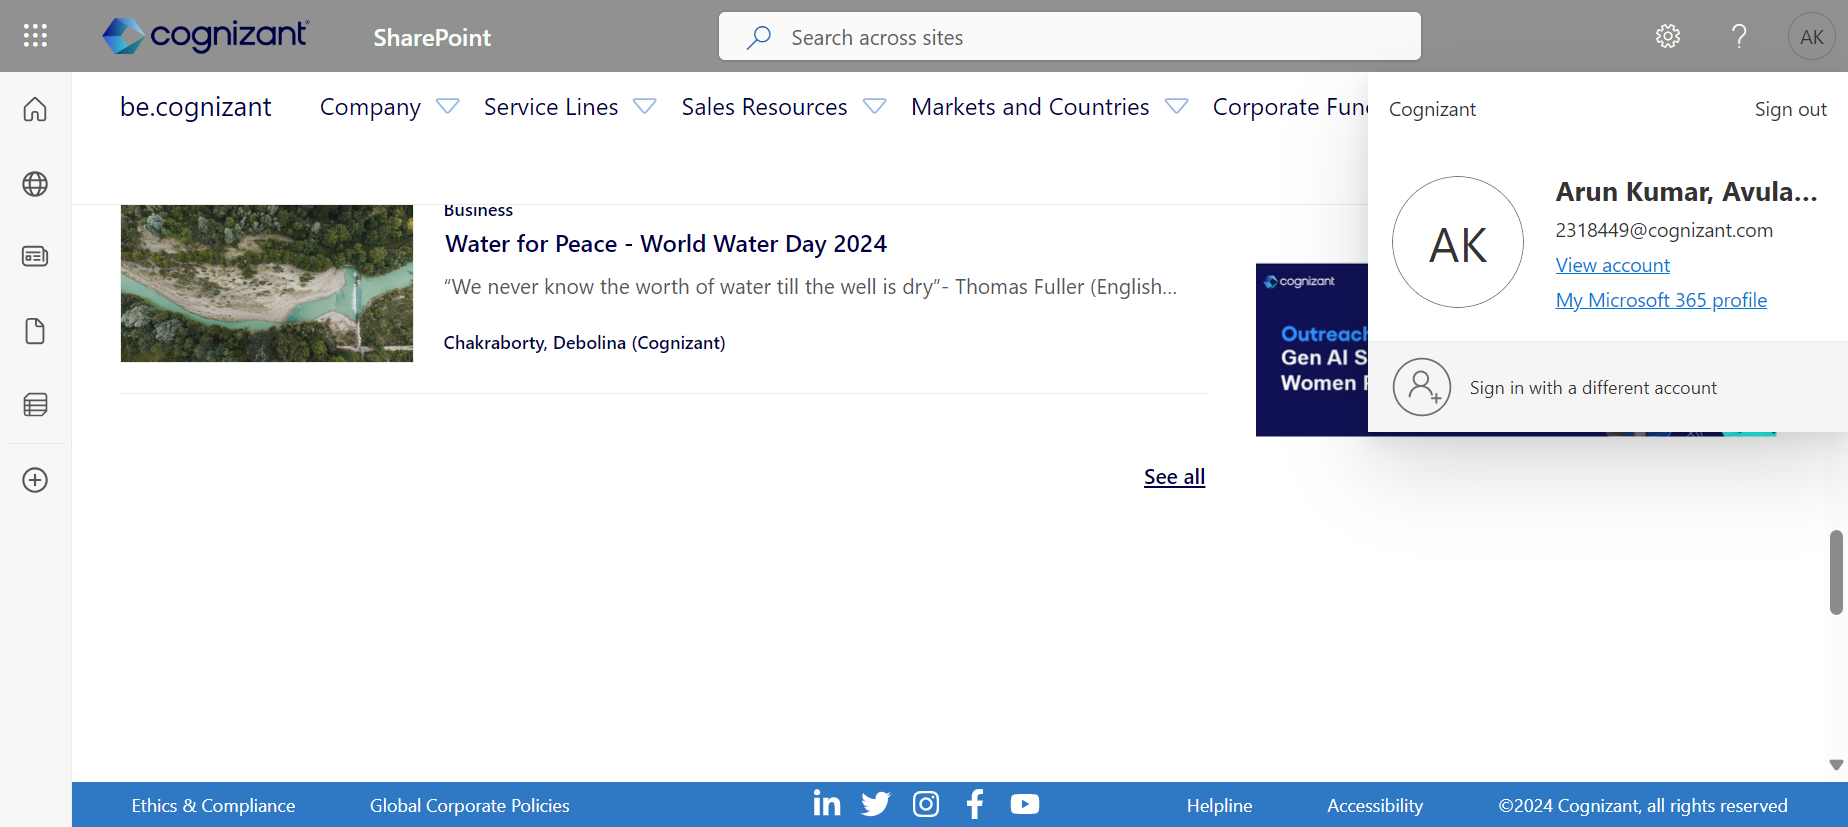 cognizant
SharePoint
Search across sites
AK
be.cognizant
Company
Service Lines
Sales Resources
Markets and Countries
Corporate Fun
Cognizant
Sign out
AK
Arun Kumar, Avula...
2318449@cognizant.com
View account
My Microsoft 365 profile
Sign in with a different account
Business
Water for Peace - World Water Day 2024
“We never know the worth of water till the well is dry”- Thomas Fuller (English...
Chakraborty, Debolina (Cognizant)
cognizant
Outreach
Gen AI S
Women
See all
Ethics & Compliance
Global Corporate Policies
Helpline
Accessibility
©2024 Cognizant, all rights reserved